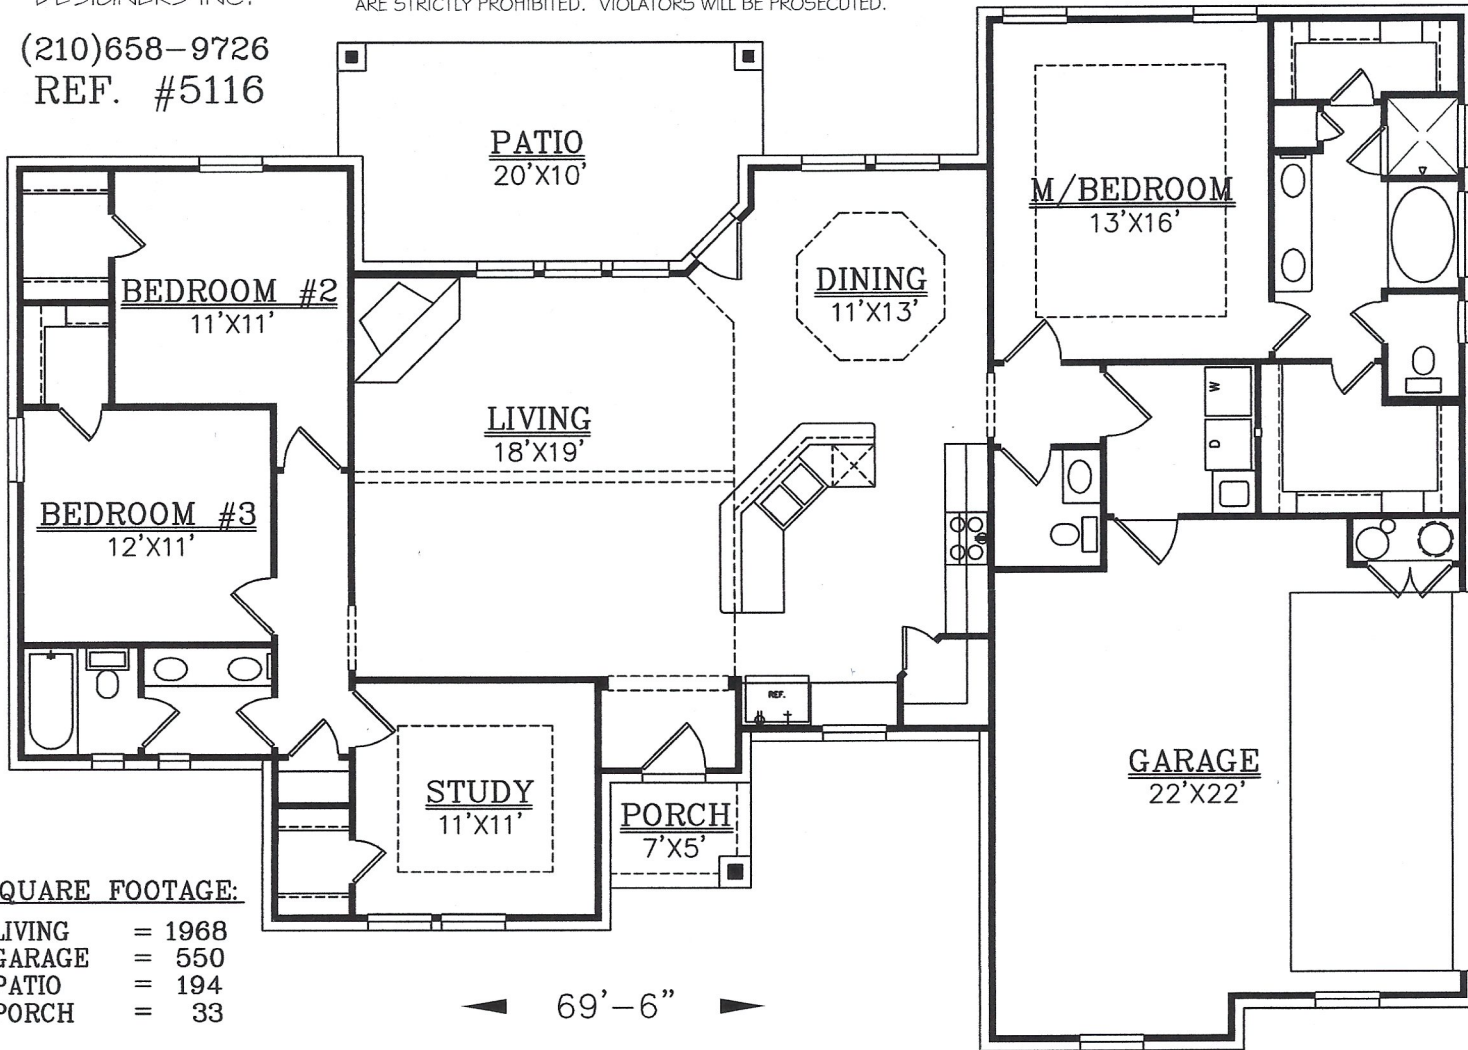 DESIGNERS INC.
ARE STRICTLY PROHIBITED. VIOLATORS WILL BE PROSECUTED.
(210)658-9726
REF. #5116
PATIO
20'X10'
M/BEDROOM
13'X16'
BEDROOM #2
11'X11'
DINING
11'X13'
LIVING
18'X19'
W
D
BEDROOM #3
12'X11'
REF.
STUDY
11'X11'
PORCH
7'X5'
GARAGE
22'X22'
QUARE FOOTAGE:
LIVING = 1968
GARAGE = 550
PATIO = 194
PORCH = 33
69'-6"